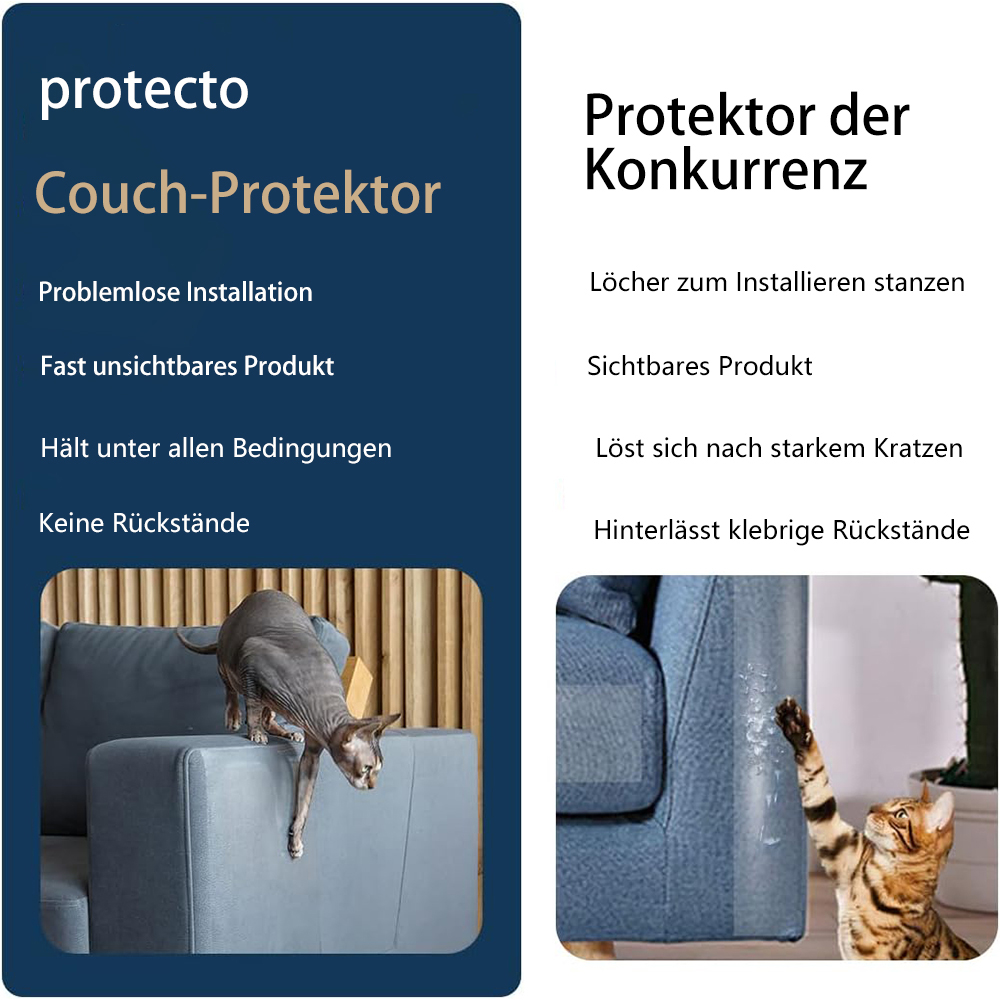 protecto
Couch-Protektor
Problemlose Installation
Fast unsichtbares Produkt
Hält unter allen Bedingungen
Keine Rückstände
Protektor der
Konkurrenz
Löcher zum Installieren stanzen
Sichtbares Produkt
Löst sich nach starkem Kratzen
Hinterlässt klebrige Rückstände